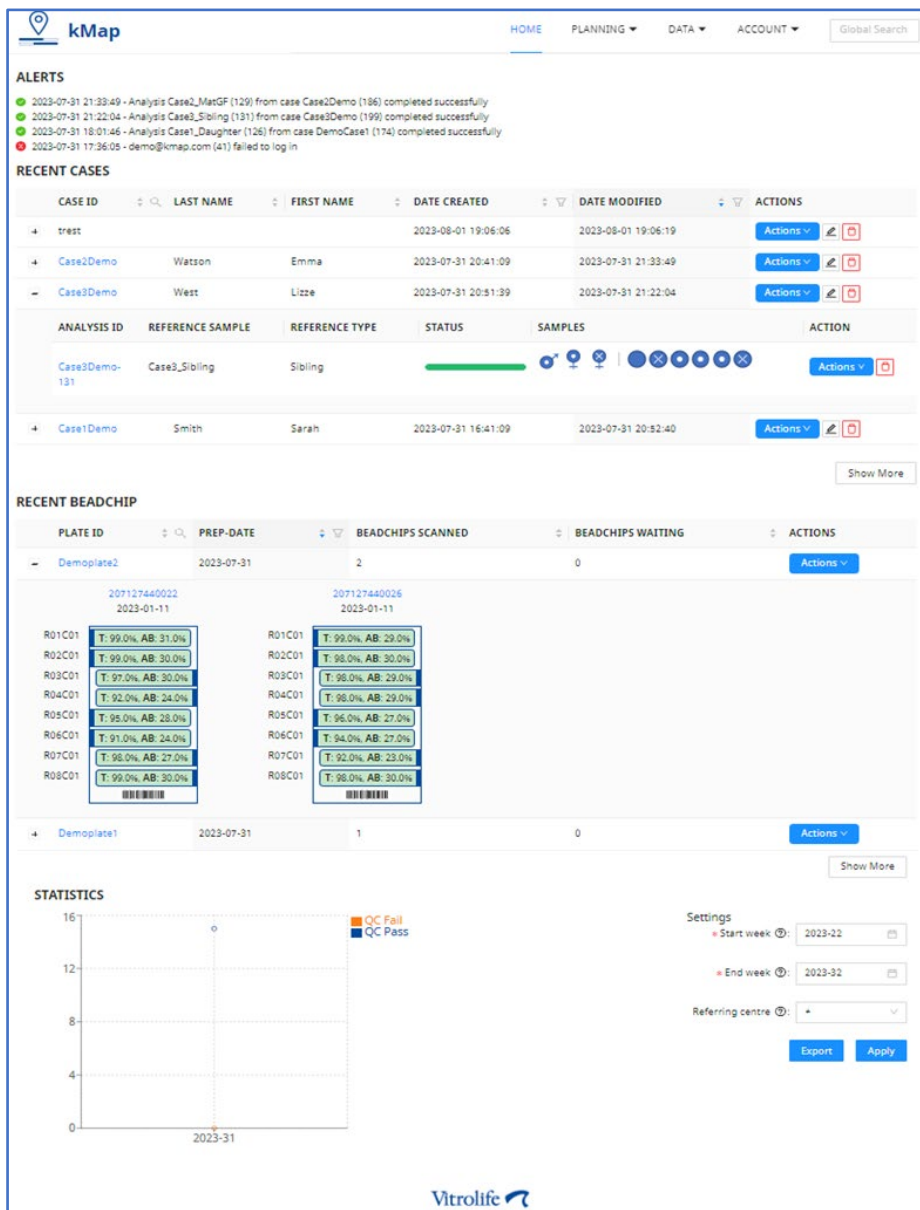 kMap
HOME PLANNING DATA ACCOUNT Global Search
ALERTS
2023-07-31 21:33:49 - Analysis Case2_MatGF (129) from case Case2Demo (186) completed successfully
2023-07-31 21:22:04 - Analysis Case3_Sibling (131) from case Case3Demo (199) completed successfully
2023-07-31 18:01:46 - Analysis Case1_Daughter (126) from case DemoCase1 (174) completed successfully
2023-07-31 17:36:05 - demo@kmap.com (41) failed to log in
RECENT CASES
CASE ID LAST NAME FIRST NAME DATE CREATED DATE MODIFIED ACTIONS
+ trest 2023-08-01 19:06:06 2023-08-01 19:06:19 Actions
+ Case2Demo Watson Emma 2023-07-31 20:41:09 2023-07-31 21:33:49 Actions
- Case3Demo West Lizze 2023-07-31 20:51:39 2023-07-31 21:22:04 Actions
ANALYSIS ID REFERENCE SAMPLE REFERENCE TYPE STATUS SAMPLES ACTION
Case3Demo- Case3_Sibling Sibling Actions
131
+ Case1Demo Smith Sarah 2023-07-31 16:41:09 2023-07-31 20:52:40 Actions
Show More
RECENT BEADCHIP
PLATE ID PREP-DATE BEADCHIPS SCANNED BEADCHIPS WAITING ACTIONS
- Demoplate2 2023-07-31 2 0 Actions
207127440022 207127440026
2023-01-11 2023-01-11
R01C01 T: 99.0%, AB: 31.0% R01C01 T: 99.0%, AB: 29.0%
R02C01 T: 99.0%, AB: 30.0% R02C01 T: 98.0%, AB: 30.0%
R03C01 T: 97.0%, AB: 30.0% R03C01 T: 98.0%, AB: 29.0%
R04C01 T: 92.0%, AB: 24.0% R04C01 T: 98.0%, AB: 29.0%
R05C01 T: 95.0%, AB: 28.0% R05C01 T: 96.0%, AB: 27.0%
R06C01 T: 91.0%, AB: 24.0% R06C01 T: 94.0%, AB: 27.0%
R07C01 T: 98.0%, AB: 27.0% R07C01 T: 92.0%, AB: 23.0%
R08C01 T: 99.0%, AB: 30.0% R08C01 T: 98.0%, AB: 30.0%
+ Demoplate1 2023-07-31 1 0 Actions
Show More
STATISTICS
16
12
8
4
0
2023-31
QC Fail
QC Pass
Settings
* Start week ?: 2023-22
* End week ?: 2023-32
Referring centre ?: *
Export Apply
Vitrolife